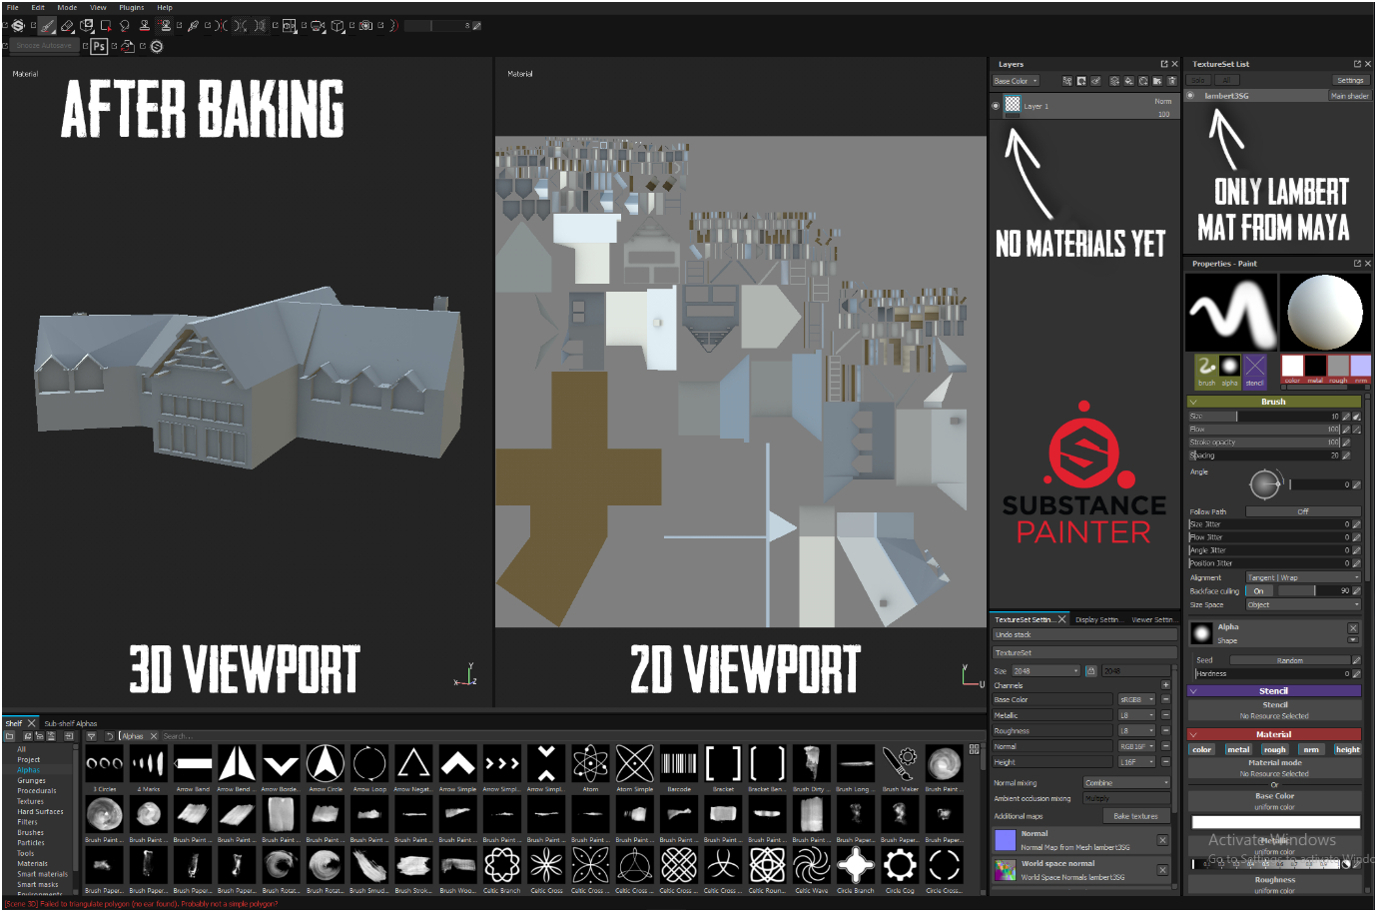 File Edit Mode View Plugins Help
Snooze Autosave
Ps
Material
AFTER BAKING
3D VIEWPORT
Material
2D VIEWPORT
Layers
Base Color
Layer 1
Norm
100
NO MATERIALS YET
SUBSTANCE
PAINTER
TextureSet List
Solo All Settings
lambert3SG Main shader
ONLY LAMBERT
MAT FROM MAYA
Properties - Paint
brush alpha stencil
color metal rough nrm
Brush
Size 10
Flow 100
Stroke opacity 100
Spacing 20
Angle
0
Follow Path Off
Size Jitter 0
Flow Jitter 0
Angle Jitter 0
Position Jitter 0
Alignment Tangent | Wrap
Backface culling On 90
Size Space Object
Alpha
Shape
Seed Random
Hardness 0
Stencil
Stencil
No Resource Selected
Material
color metal rough nrm height
Material mode
No Resource Selected
Or
Base Color
uniform color
Activate Windows
Metallic
uniform color
Go to Settings to activate Windo
Roughness
uniform color
TextureSet Settin... Display Settin... Viewer Settin...
Undo stack
TextureSet
Size 2048 2048
Channels
Base Color sRGB8
Metallic L8
Roughness L8
Normal RGB16F
Height L16F
Normal mixing Combine
Ambient occlusion mixing Multiply
Additional maps Bake textures
Normal
Normal Map from Mesh lambert3SG
World space normal
World Space Normals lambert3SG
Shelf Sub-shelf Alphas
Alphas Search...
All
Project
Alphas
Grunges
Procedurals
Textures
Hard Surfaces
Filters
Brushes
Particles
Tools
Materials
Smart materials
Smart masks
3 Circles 4 Marks Arrow Bend Arrow Bend Arrow Borde... Arrow Circle Arrow Loop Arrow Negat... Arrow Simple Arrow Simpl... Arrow Simpl... Atom Atom Simple Barcode Bracket Bracket Ben... Brush Dirty ... Brush Long ... Brush Maker Brush Paint ...
Brush Paint ... Brush Paint ... Brush Paint ... Brush Paint ... Brush Paint ... Brush Paint ... Brush Paint ... Brush Paint ... Brush Paint ... Brush Paint ... Brush Paint ... Brush Paint ... Brush Paint ... Brush Paint ... Brush Paint ... Brush Paint ... Brush Paper... Brush Paper... Brush Paper... Brush Paper...
Brush Paper... Brush Paper... Brush Paper... Brush Paper... Brush Rotat... Brush Rotat... Brush Smud... Brush Strok... Brush Woo... Celtic Branch Celtic Cross Celtic Cross ... Celtic Cross ... Celtic Cross ... Celtic Cross ... Celtic Roun... Celtic Wave Circle Branch Circle Cog Circle Cross...
[Scene 3D] Failed to triangulate polygon (no ear found). Probably not a simple polygon?